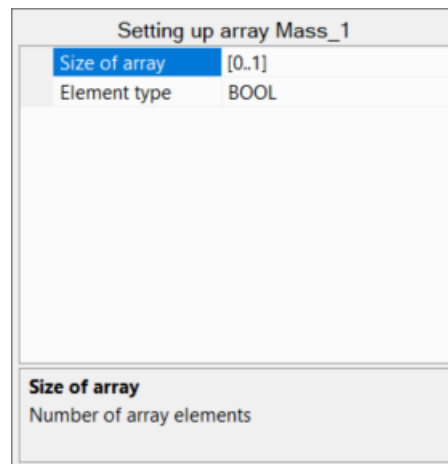 Setting up array Mass_1
Size of array [0..1]
Element type BOOL
Size of array
Number of array elements